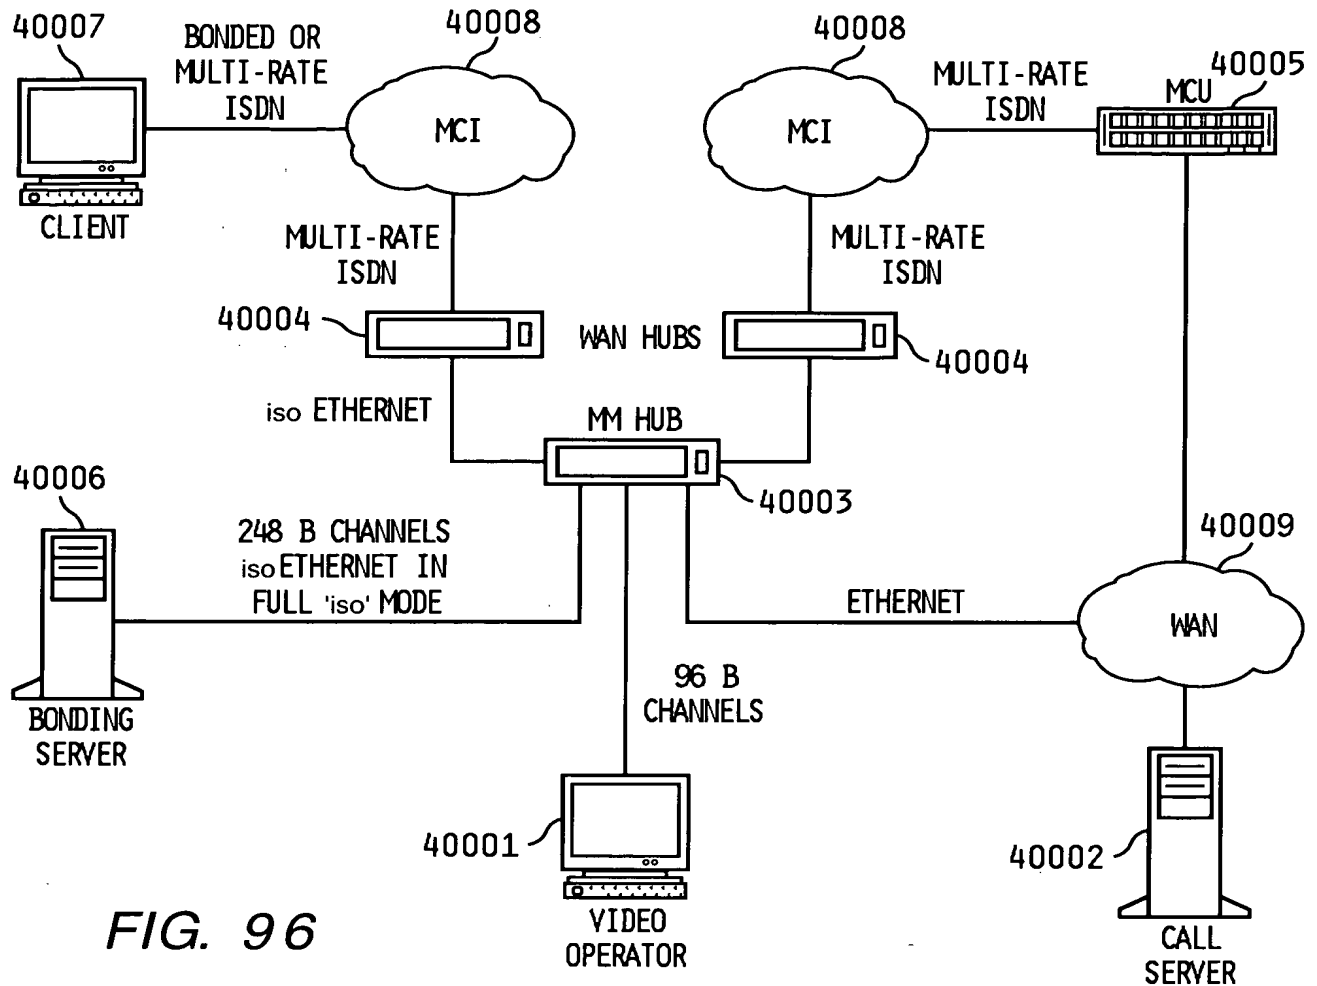 40007
BONDED OR
MULTI-RATE
ISDN
40008
MCI
CLIENT
MULTI-RATE
ISDN
40008
MCI
MULTI-RATE
ISDN
MCU
40005
MULTI-RATE
ISDN
40004
WAN HUBS
40004
iso ETHERNET
MM HUB
40003
40006
248 B CHANNELS
iso ETHERNET IN
FULL 'iso' MODE
BONDING
SERVER
ETHERNET
40009
WAN
96 B
CHANNELS
40001
VIDEO
OPERATOR
40002
CALL
SERVER
FIG. 96